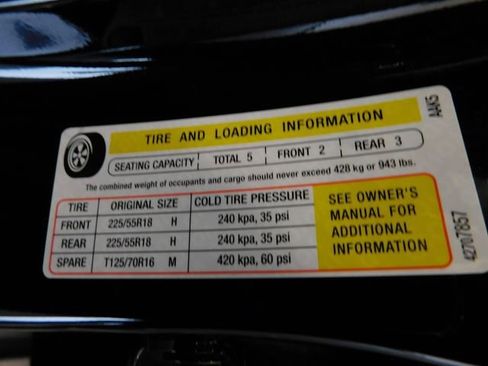 TIRE AND LOADING INFORMATION
SEATING CAPACITY TOTAL 5 FRONT 2 REAR 3
The combined weight of occupants and cargo should never exceed 428 kg or 943 lbs.
TIRE ORIGINAL SIZE COLD TIRE PRESSURE
FRONT 225/55R18 H 240 kpa, 35 psi
REAR 225/55R18 H 240 kpa, 35 psi
SPARE T125/70R16 M 420 kpa, 60 psi
SEE OWNER'S
MANUAL FOR
ADDITIONAL
INFORMATION
AAK5
42707857